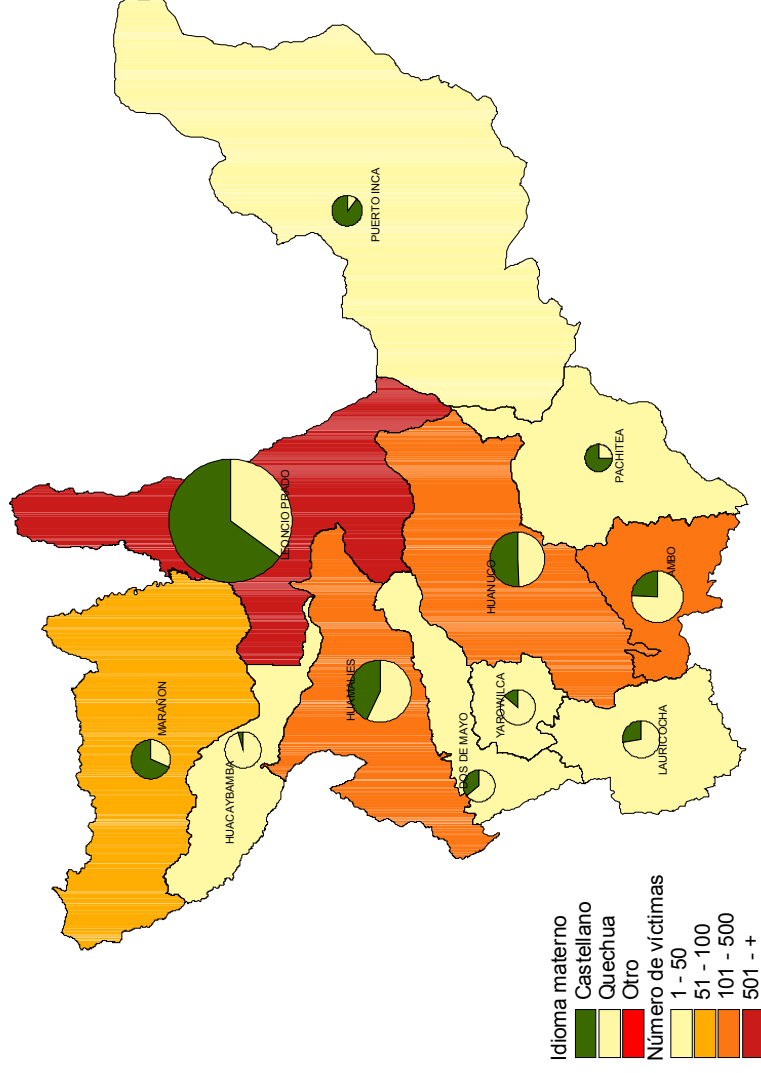 PUERTO INCA
LEONCIO PRADO
MARAÑON
HUACAYBAMBA
HUAMALIES
HUANUCO
PACHITEA
AMBO
DOS DE MAYO
YAROWILCA
LAURICOCHA
Idioma materno
Castellano
Quechua
Otro
Número de víctimas
1 - 50
51 - 100
101 - 500
501 - +